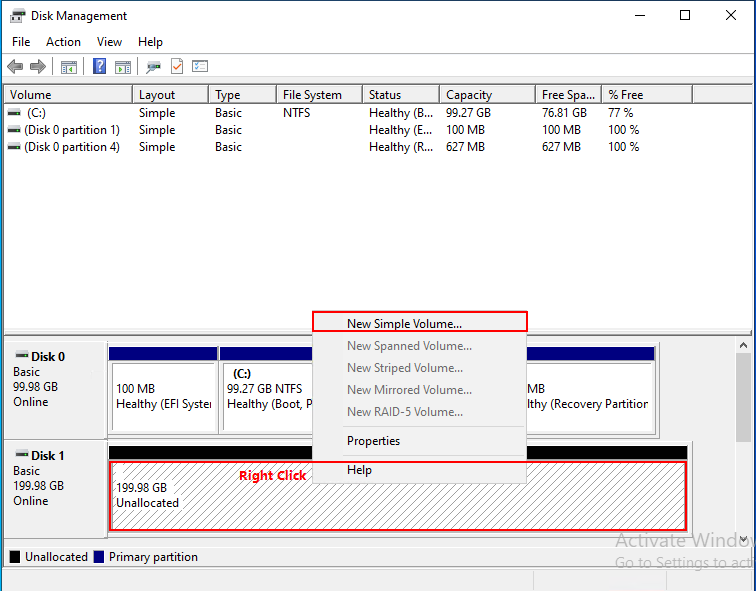 Disk Management
File Action View Help
Volume Layout Type File System Status Capacity Free Spa... % Free
(C:) Simple Basic NTFS Healthy (B... 99.27 GB 76.81 GB 77 %
(Disk 0 partition 1) Simple Basic Healthy (E... 100 MB 100 MB 100 %
(Disk 0 partition 4) Simple Basic Healthy (R... 627 MB 627 MB 100 %
New Simple Volume...
New Spanned Volume...
New Striped Volume...
New Mirrored Volume...
New RAID-5 Volume...
Properties
Help
Disk 0
Basic
99.98 GB
Online
100 MB
Healthy (EFI Syste
(C:)
99.27 GB NTFS
Healthy (Boot, P
MB
lthy (Recovery Partition
Disk 1
Basic
199.98 GB
Online
Right Click
199.98 GB
Unallocated
Activate Windo
Go to Settings to acti
Unallocated Primary partition